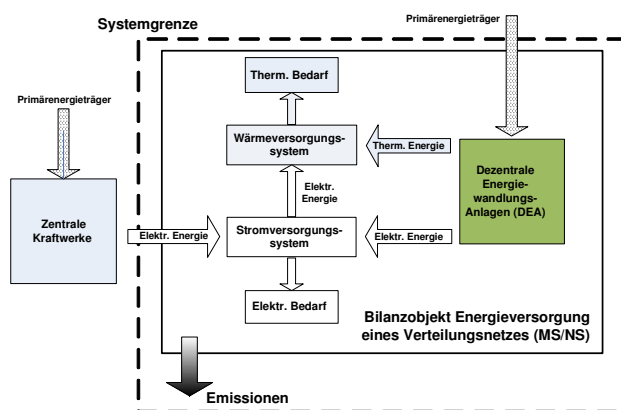 Systemgrenze
Primärenergieträger
Primärenergieträger
Therm. Bedarf
Wärmeversorgungs-
system
Therm. Energie
Dezentrale
Energie-
wandlungs-
Anlagen (DEA)
Elektr.
Energie
Zentrale
Kraftwerke
Elektr. Energie
Stromversorgungs-
system
Elektr. Energie
Elektr. Bedarf
Bilanzobjekt Energieversorgung
eines Verteilungsnetzes (MS/NS)
Emissionen